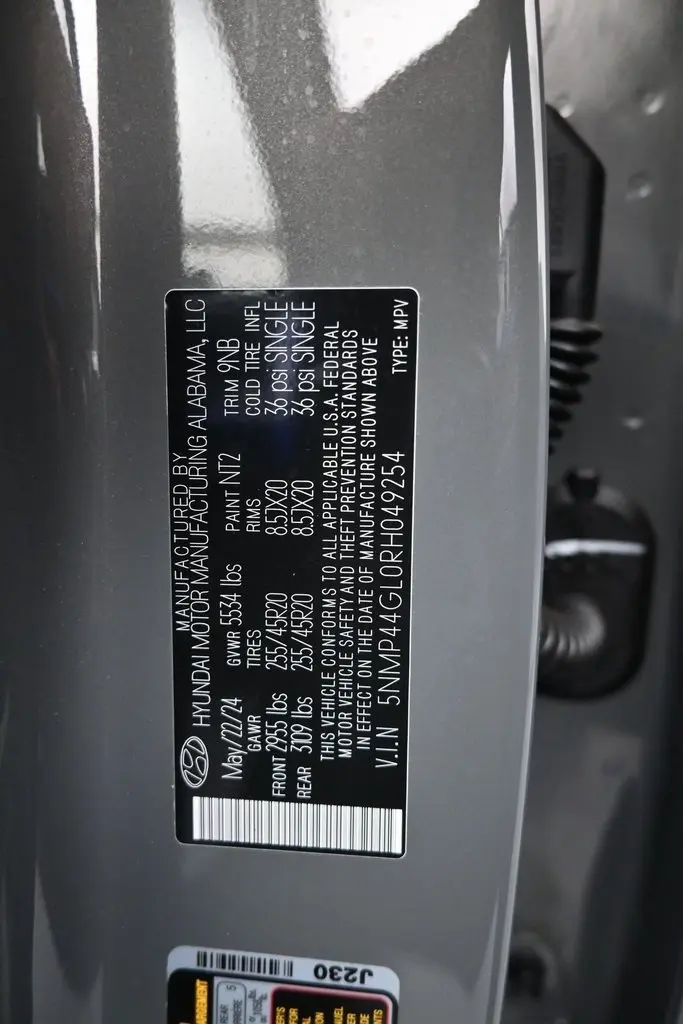 MANUFACTURED BY
HYUNDAI MOTOR MANUFACTURING ALABAMA, LLC
May/22/24 GVWR 5534 lbs PAINT NT2 TRIM 9NB
GAWR TIRES RIMS COLD TIRE INFL
FRONT 2955 lbs 255/45R20 8.5JX20 36 psi SINGLE
REAR 3109 lbs 255/45R20 8.5JX20 36 psi SINGLE
THIS VEHICLE CONFORMS TO ALL APPLICABLE U.S.A. FEDERAL
MOTOR VEHICLE SAFETY AND THEFT PREVENTION STANDARDS
IN EFFECT ON THE DATE OF MANUFACTURE SHOWN ABOVE
V.I.N 5NMP44GL0RH049254 TYPE: MPV
J230
REAR
5